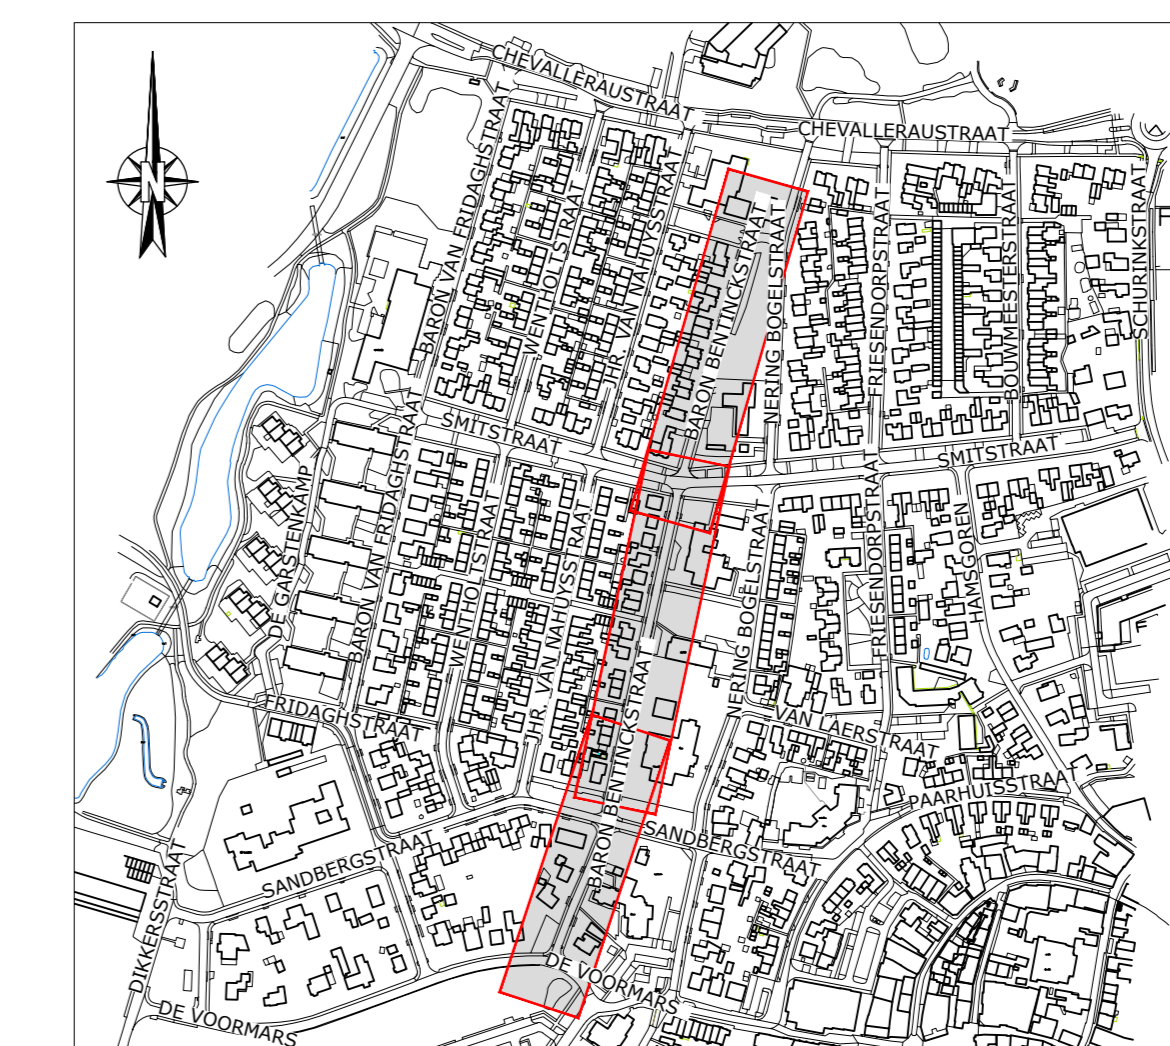 CHEVALLERAUSTRAAT
CHEVALLERAUSTRAAT
N
BARON VAN FRIDAGHSTRAAT
WENTHOLTSTRAAT
JHR. VAN NAHUYSSTRAAT
BARON BENTINCKSTRAAT
NERING BOGELSTRAAT
FRIESENDORPSTRAAT
BOUWMEESTERSTRAAT
SCHURINKSTRAAT
SMITSTRAAT
SMITSTRAAT
DE GARSTENKAMP
BARON VAN FRIDAGHSTRAAT
WENTHOLTSTRAAT
JHR. VAN NAHUYSSTRAAT
BARON BENTINCKSTRAAT
NERING BOGELSTRAAT
FRIESENDORPSTRAAT
HAMSGOREN
FRIDAGHSTRAAT
VAN LAERSTRAAT
PAARHUISSTRAAT
SANDBERGSTRAAT
SANDBERGSTRAAT
BARON BENTINCKSTRAAT
DIKKERSSTRAAT
DE VOORMARS
DE VOORMARS